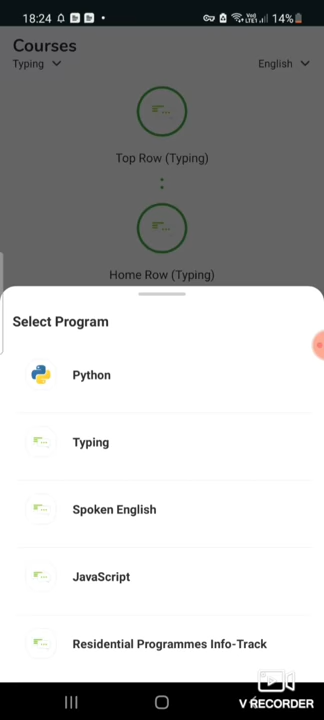 18:24
14%
Courses
Typing
English
Top Row (Typing)
Home Row (Typing)
Select Program
Python
Typing
Spoken English
JavaScript
Residential Programmes Info-Track
V RECORDER